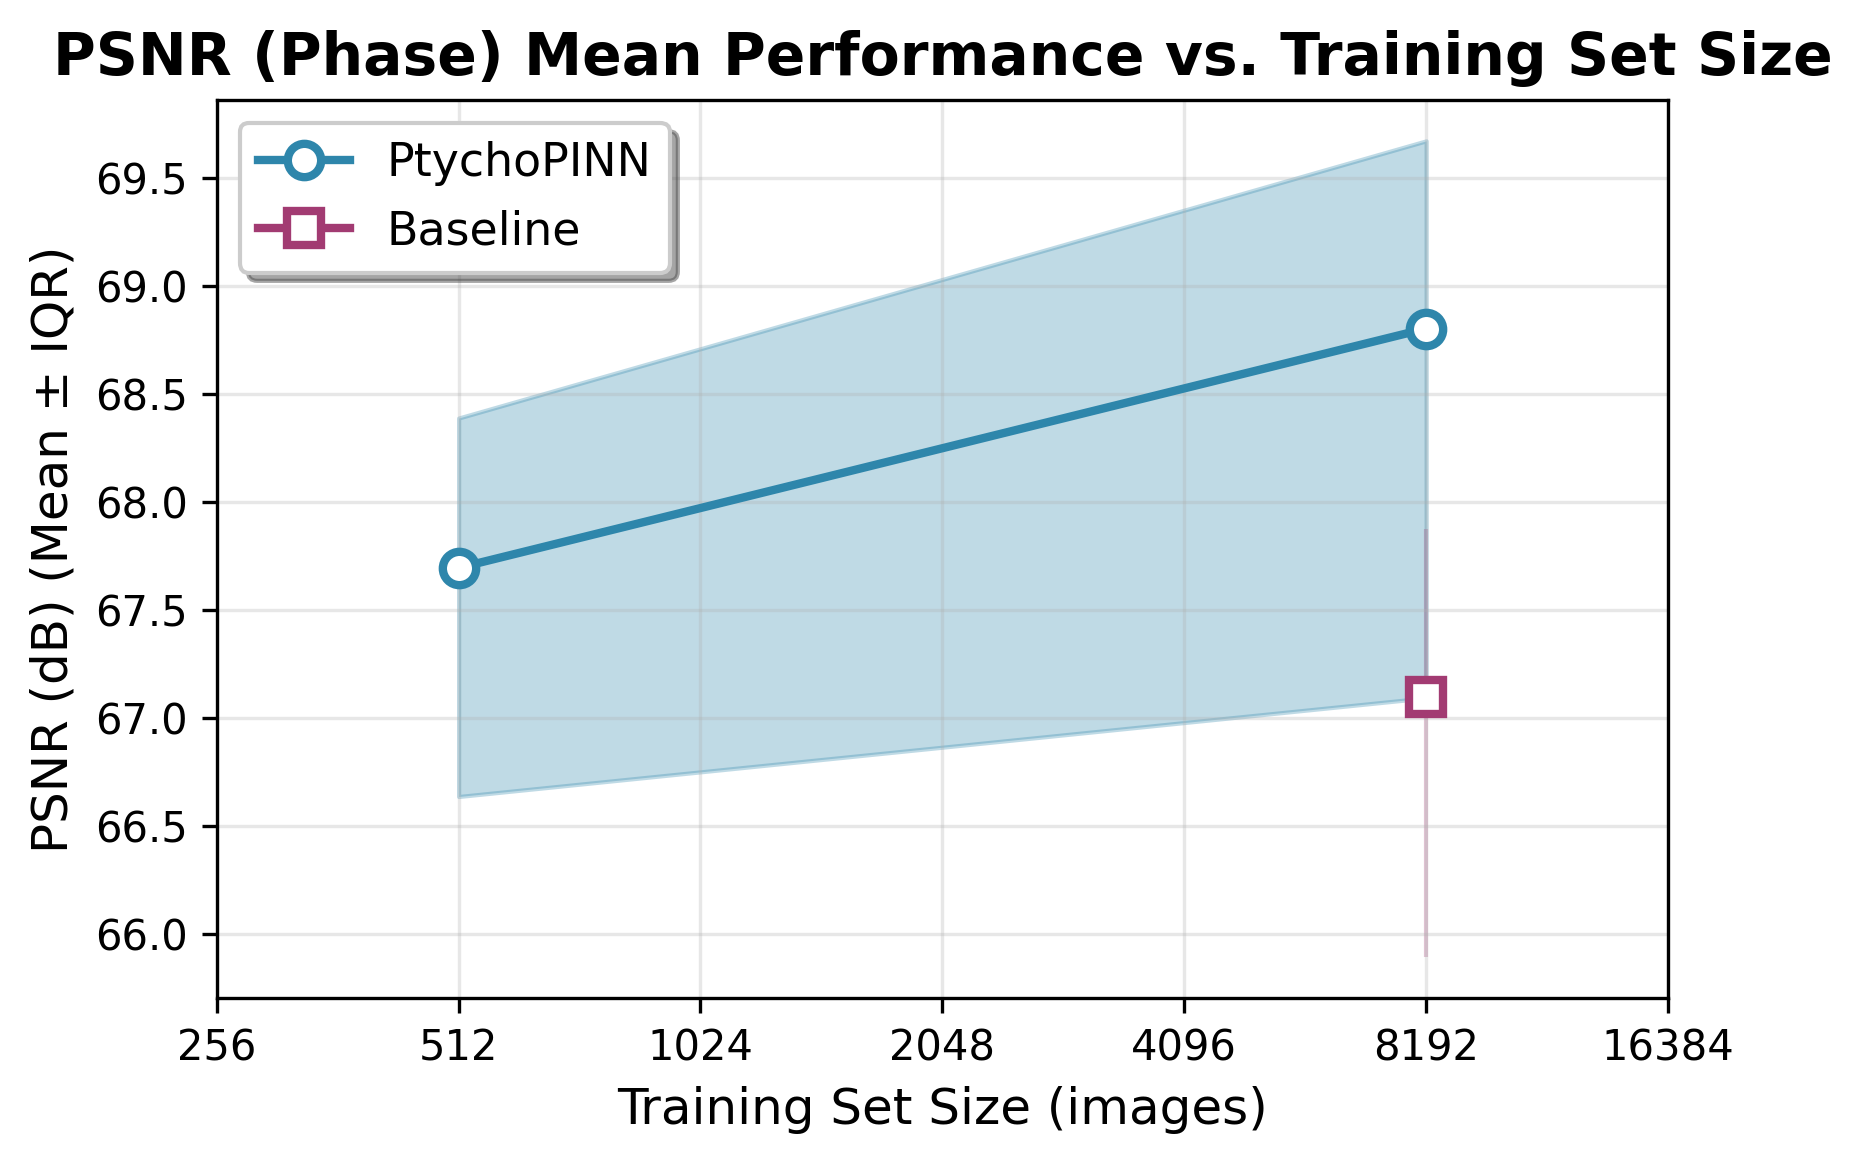 PSNR (Phase) Mean Performance vs. Training Set Size
PtychoPINN
Baseline
PSNR (dB) (Mean ± IQR)
69.5
69.0
68.5
68.0
67.5
67.0
66.5
66.0
256 512 1024 2048 4096 8192 16384
Training Set Size (images)